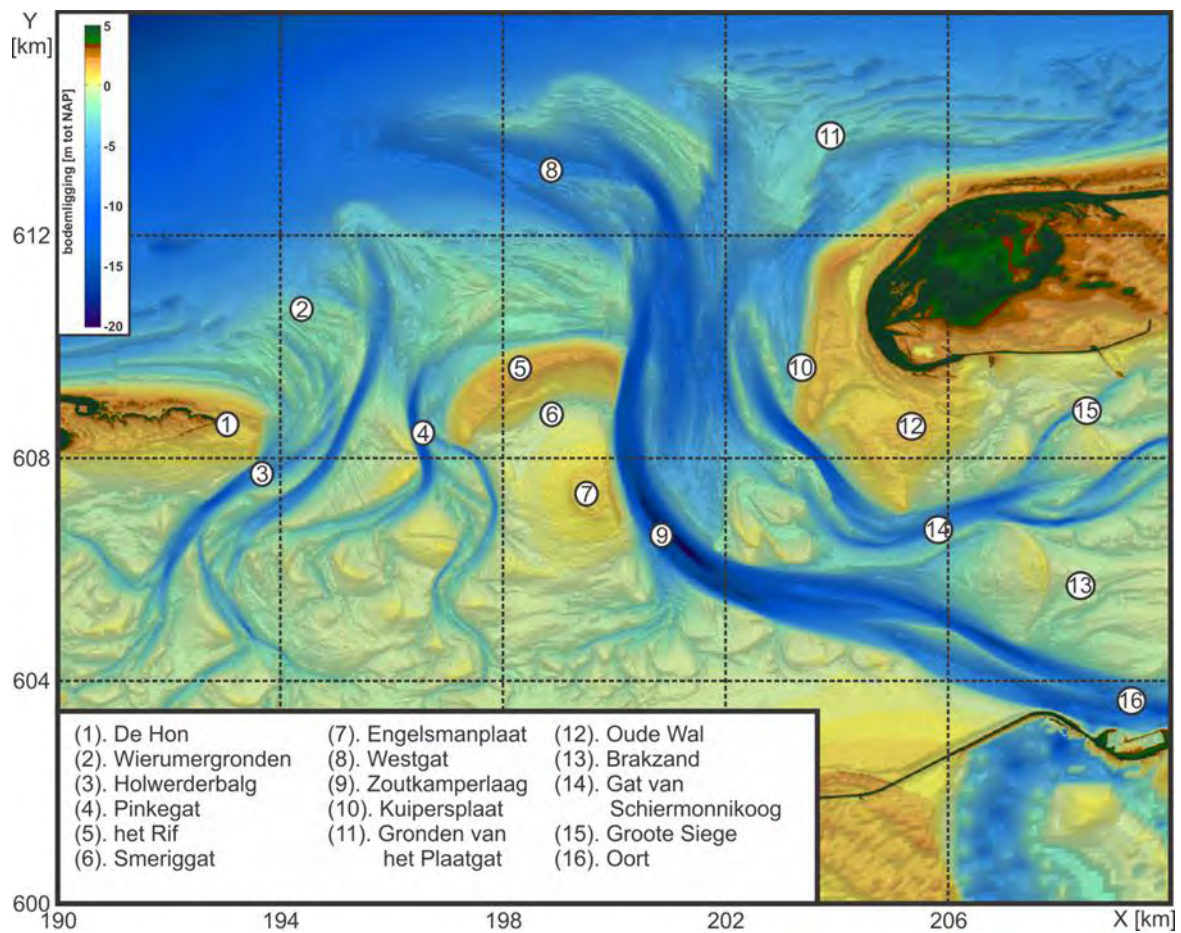 Y
[km]
5
0
-5
-10
-15
-20
bodemligging [m tot NAP]
11
8
612
2
10
5
1
6
4
12
15
608
3
7
9
14
13
604
16
(1). De Hon
(2). Wierumergronden
(3). Holwerderbalg
(4). Pinkegat
(5). het Rif
(6). Smeriggat
(7). Engelsmanplaat
(8). Westgat
(9). Zoutkamperlaag
(10). Kuipersplaat
(11). Gronden van
het Plaatgat
(12). Oude Wal
(13). Brakzand
(14). Gat van
Schiermonnikoog
(15). Groote Siege
(16). Oort
600
190 194 198 202 206 X [km]